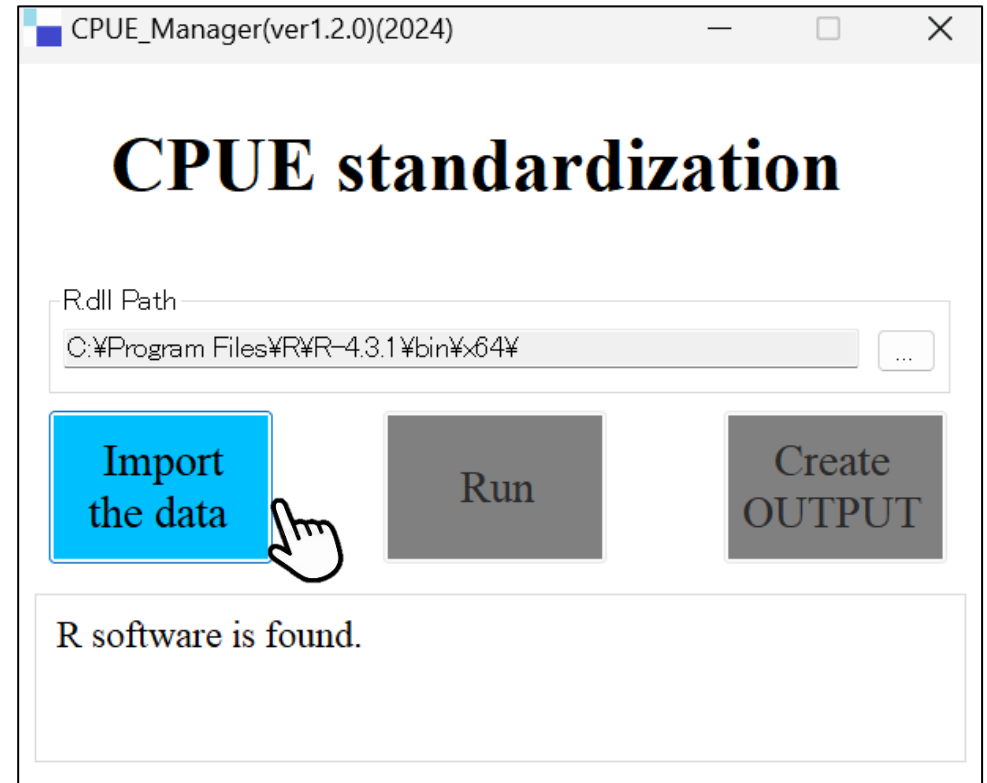 CPUE_Manager(ver1.2.0)(2024)
CPUE standardization
R.dll Path
C:¥Program Files¥R¥R-4.3.1¥bin¥x64¥
...
Import
the data
Run
Create
OUTPUT
R software is found.